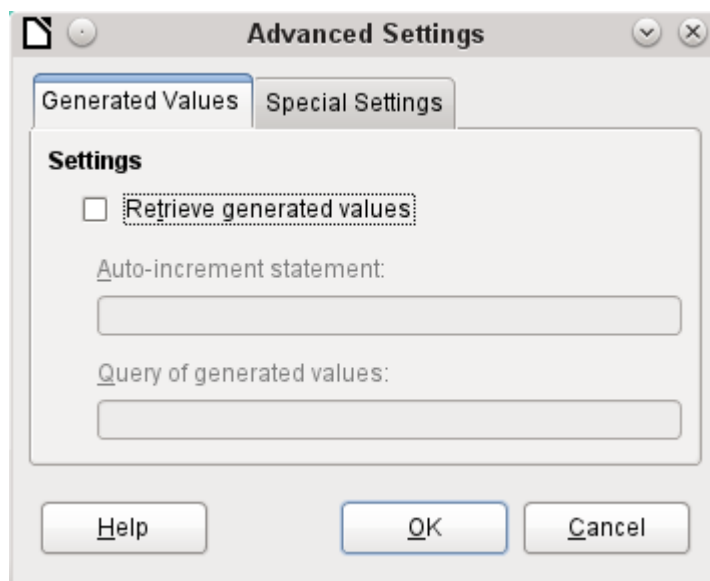 Advanced Settings
Generated Values Special Settings
Settings
Retrieve generated values
Auto-increment statement:
Query of generated values:
Help OK Cancel